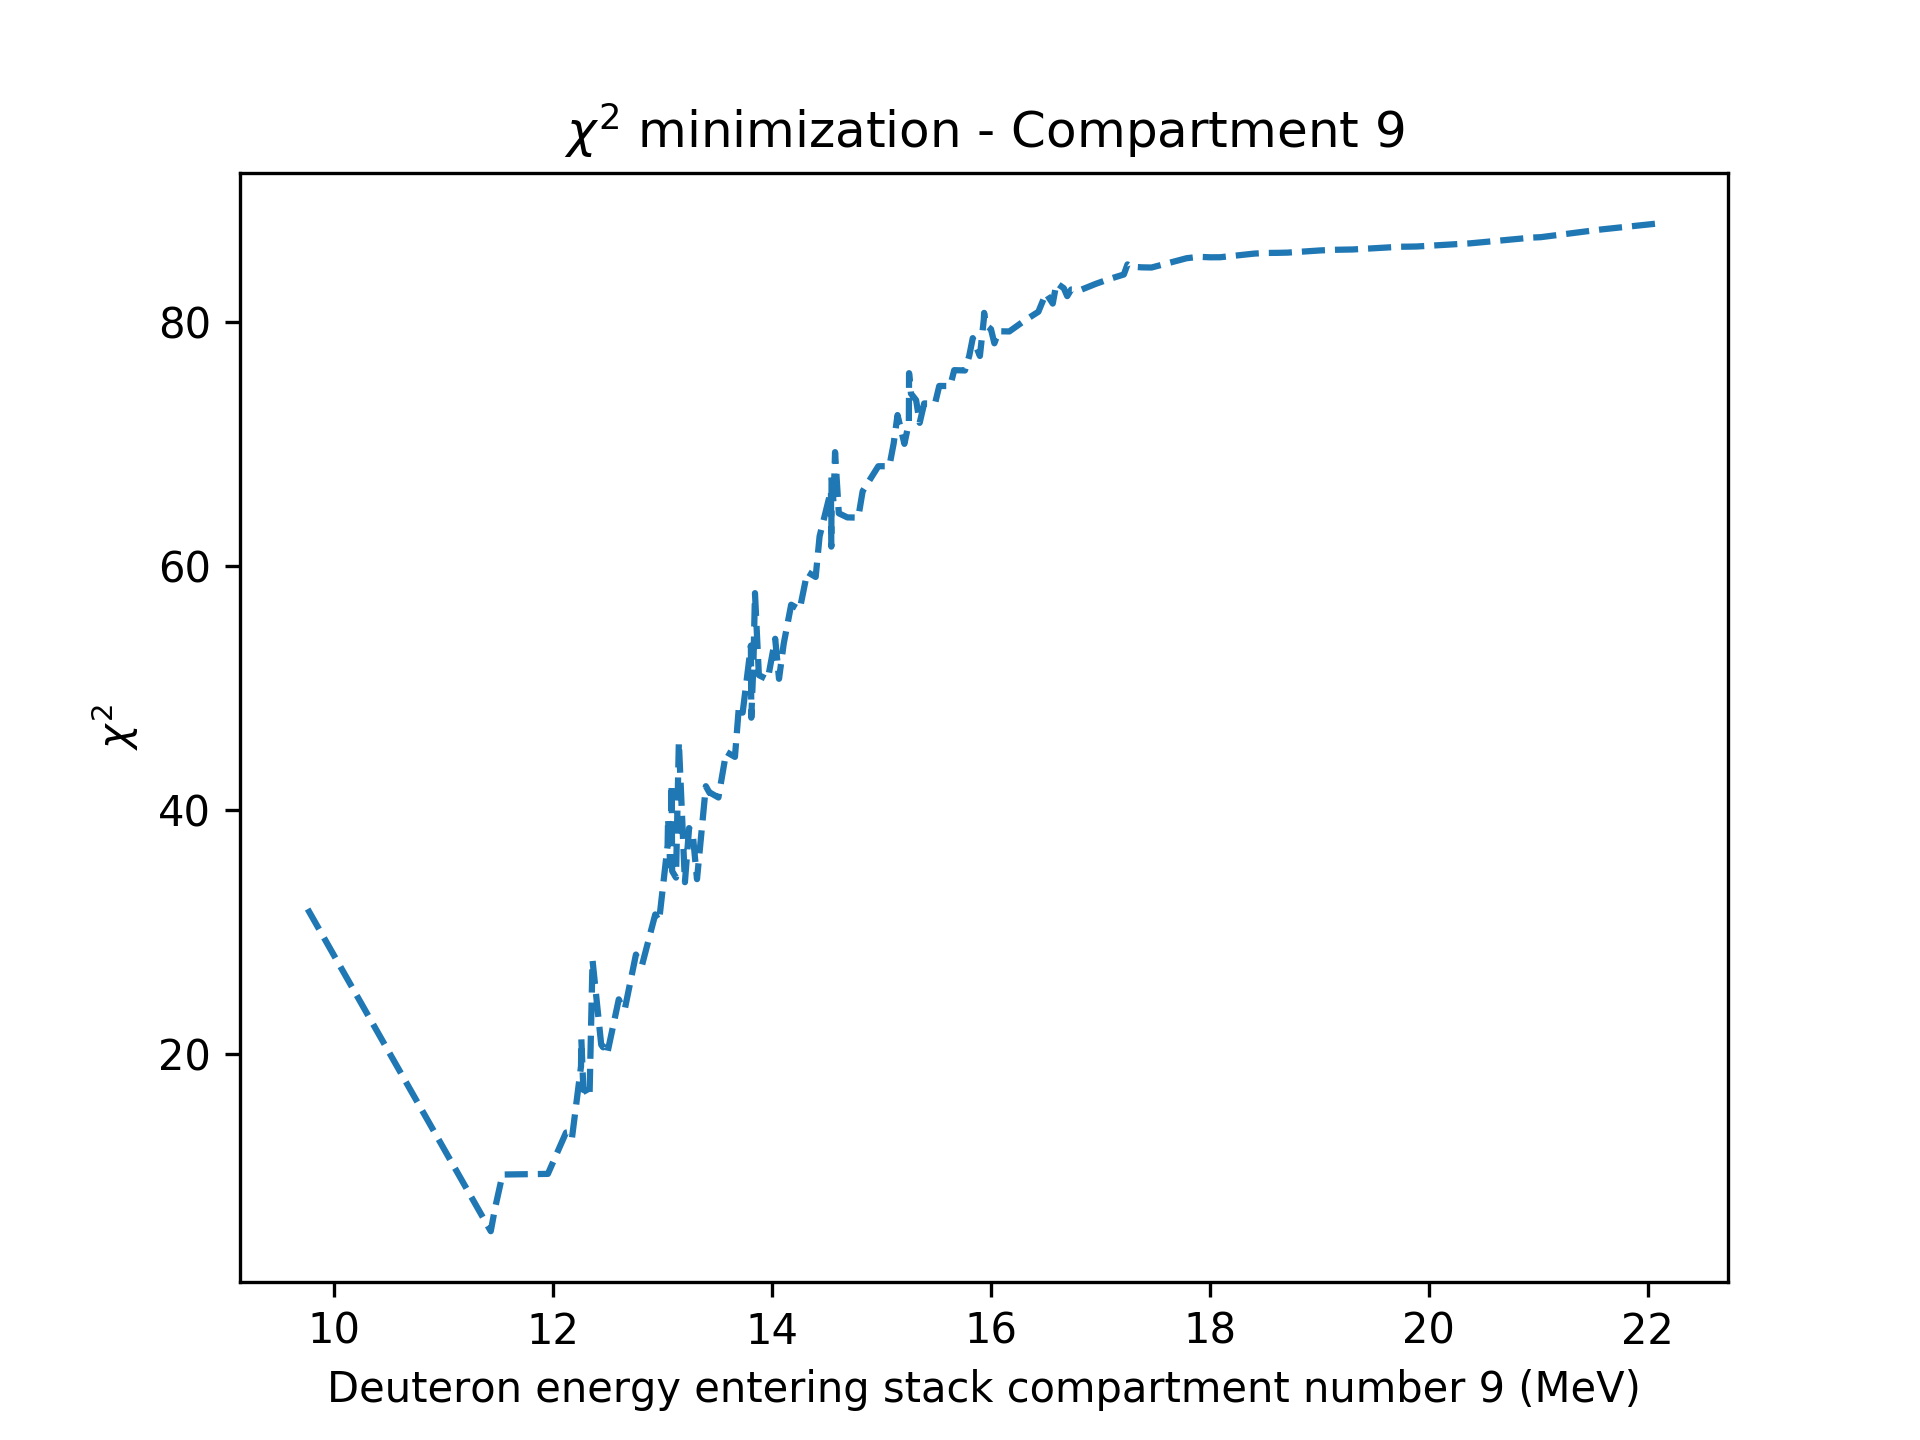 χ² minimization - Compartment 9
χ²
80
60
40
20
10 12 14 16 18 20 22
Deuteron energy entering stack compartment number 9 (MeV)